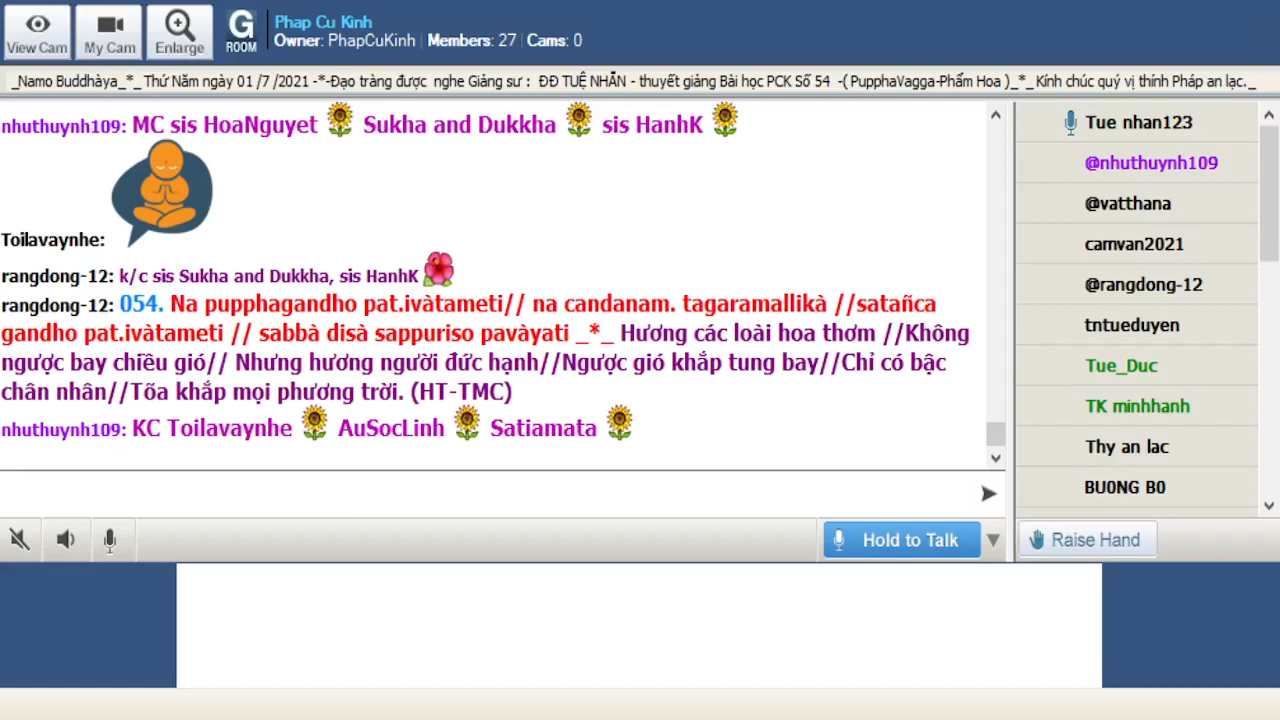 View Cam
My Cam
Enlarge
G
ROOM
Phap Cu Kinh
Owner: PhapCuKinh Members: 27 Cams: 0
_Namo Buddhàya_*_ Thứ Năm ngày 01 /7 /2021 -*-Đạo tràng được nghe Giảng sư : ĐĐ TUỆ NHẪN - thuyết giảng Bài học PCK Số 54 -( PupphaVagga-Phẩm Hoa )_*_ Kính chúc quý vị thính Pháp an lạc._
nhuthuynh109: MC sis HoaNguyet Sukha and Dukkha sis HanhK
Toilavaynhe:
rangdong-12: k/c sis Sukha and Dukkha, sis HanhK
rangdong-12: 054. Na pupphagandho pat.ivàtameti// na candanam. tagaramallikà //satañca
gandho pat.ivàtameti // sabbà disà sappuriso pavàyati _*_ Hương các loài hoa thơm //Không
ngược bay chiều gió// Nhưng hương người đức hạnh//Ngược gió khắp tung bay//Chỉ có bậc
chân nhân//Tõa khắp mọi phương trời. (HT-TMC)
nhuthuynh109: KC Toilavaynhe AuSocLinh Satiamata
Tue nhan123
@nhuthuynh109
@vatthana
camvan2021
@rangdong-12
tntueduyen
Tue_Duc
TK minhhanh
Thy an lac
BU0NG B0
Hold to Talk
Raise Hand